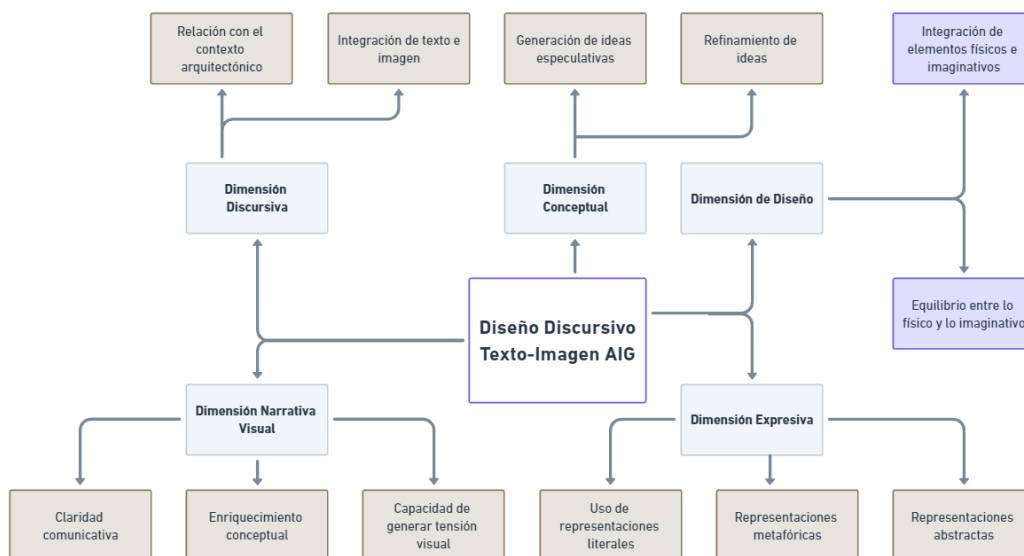 Relación con el
contexto
arquitectónico
Integración de texto e
imagen
Generación de ideas
especulativas
Refinamiento de
ideas
Integración de
elementos físicos e
imaginativos
Dimensión
Discursiva
Dimensión
Conceptual
Dimensión de Diseño
Diseño Discursivo
Texto-Imagen AIG
Equilibrio entre lo
físico y lo imaginativo
Dimensión Narrativa
Visual
Dimensión Expresiva
Claridad
comunicativa
Enriquecimiento
conceptual
Capacidad de
generar tensión
visual
Uso de
representaciones
literales
Representaciones
metafóricas
Representaciones
abstractas